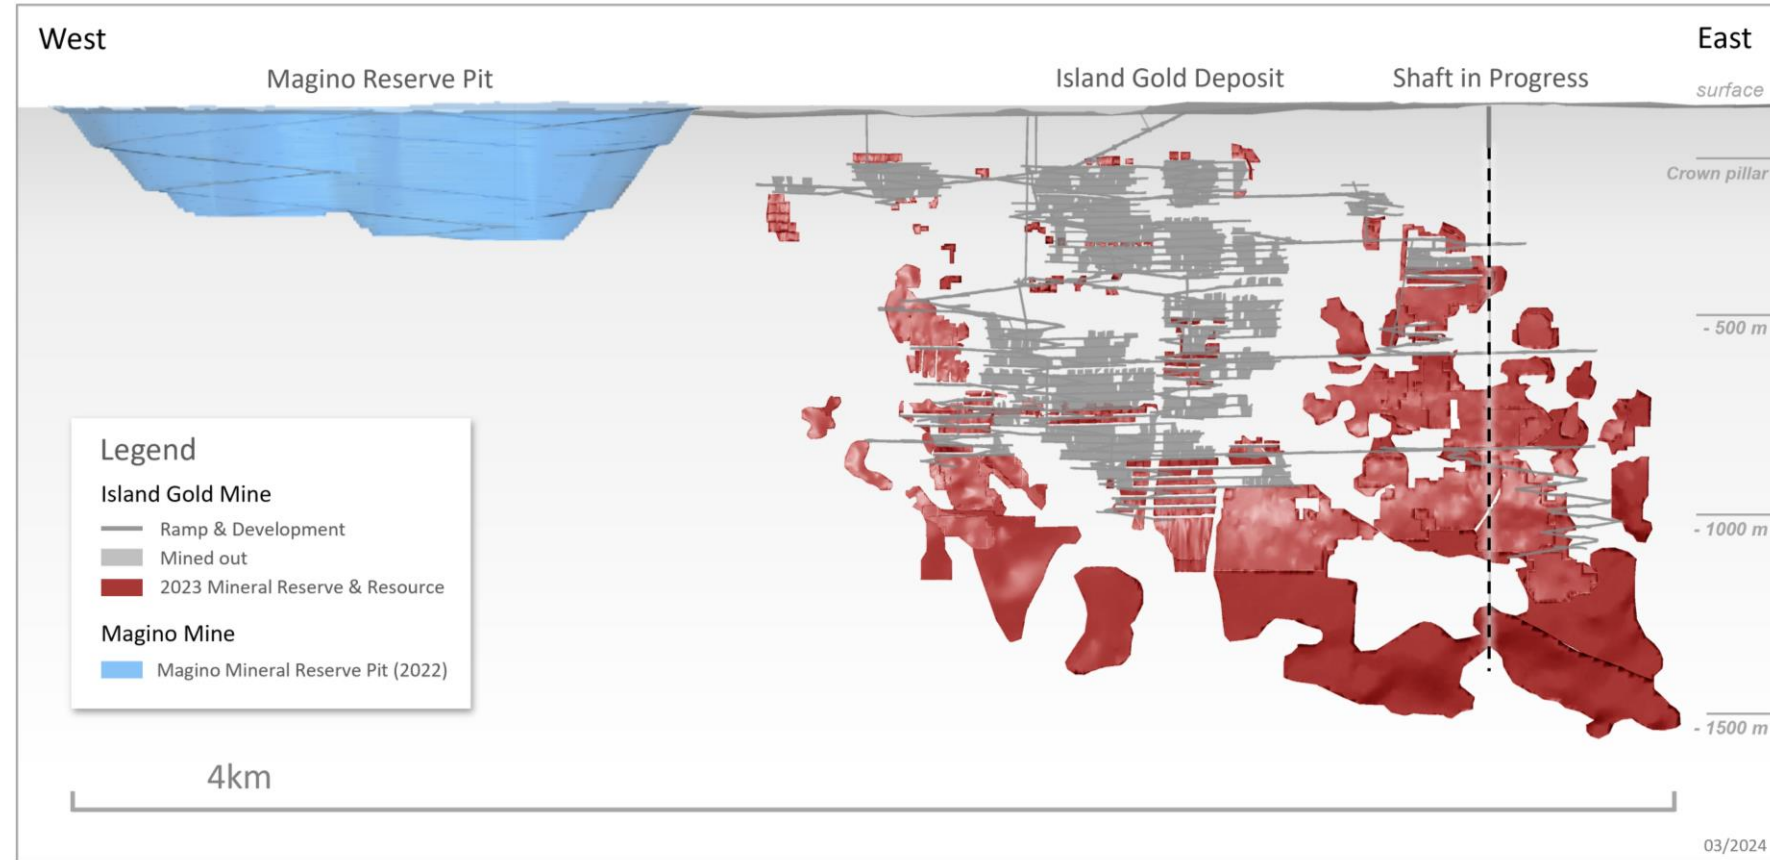 West
East
Magino Reserve Pit
Island Gold Deposit
Shaft in Progress
surface
Crown pillar
- 500 m
Legend
Island Gold Mine
Ramp & Development
Mined out
2023 Mineral Reserve & Resource
Magino Mine
Magino Mineral Reserve Pit (2022)
- 1000 m
- 1500 m
4km
03/2024